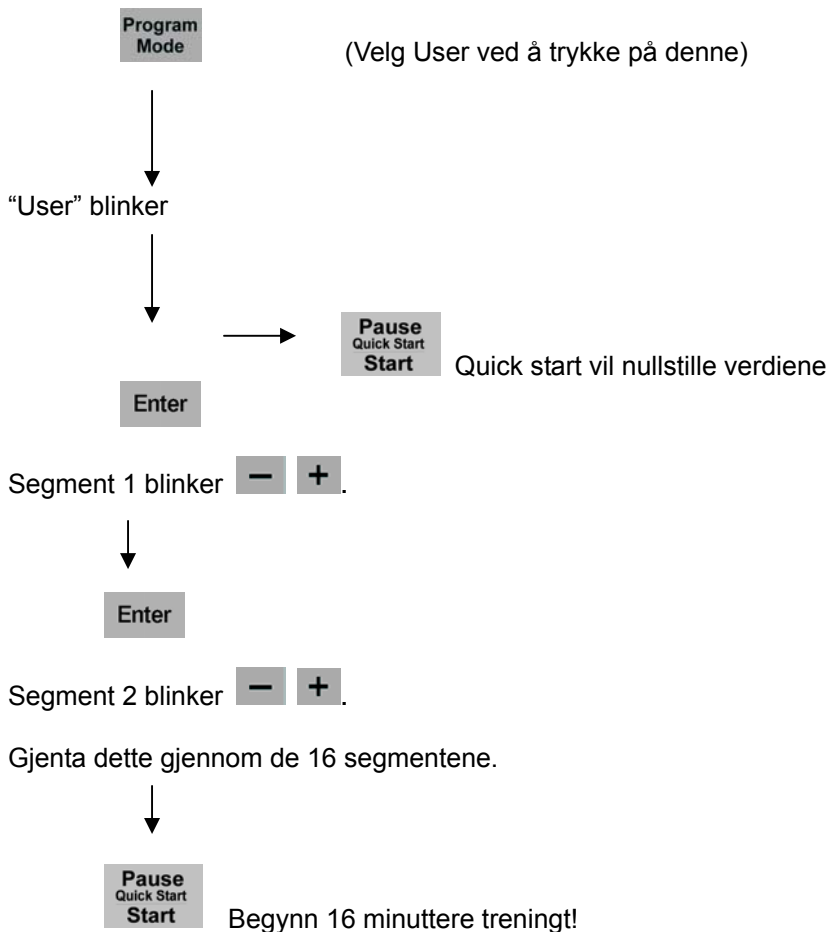 Program
Mode
(Velg User ved å trykke på denne)
“User” blinker
Pause
Quick Start
Start
Quick start vil nullstille verdiene
Enter
Segment 1 blinker − + .
Enter
Segment 2 blinker − + .
Gjenta dette gjennom de 16 segmentene.
Pause
Quick Start
Start
Begynn 16 minuttere treningt!